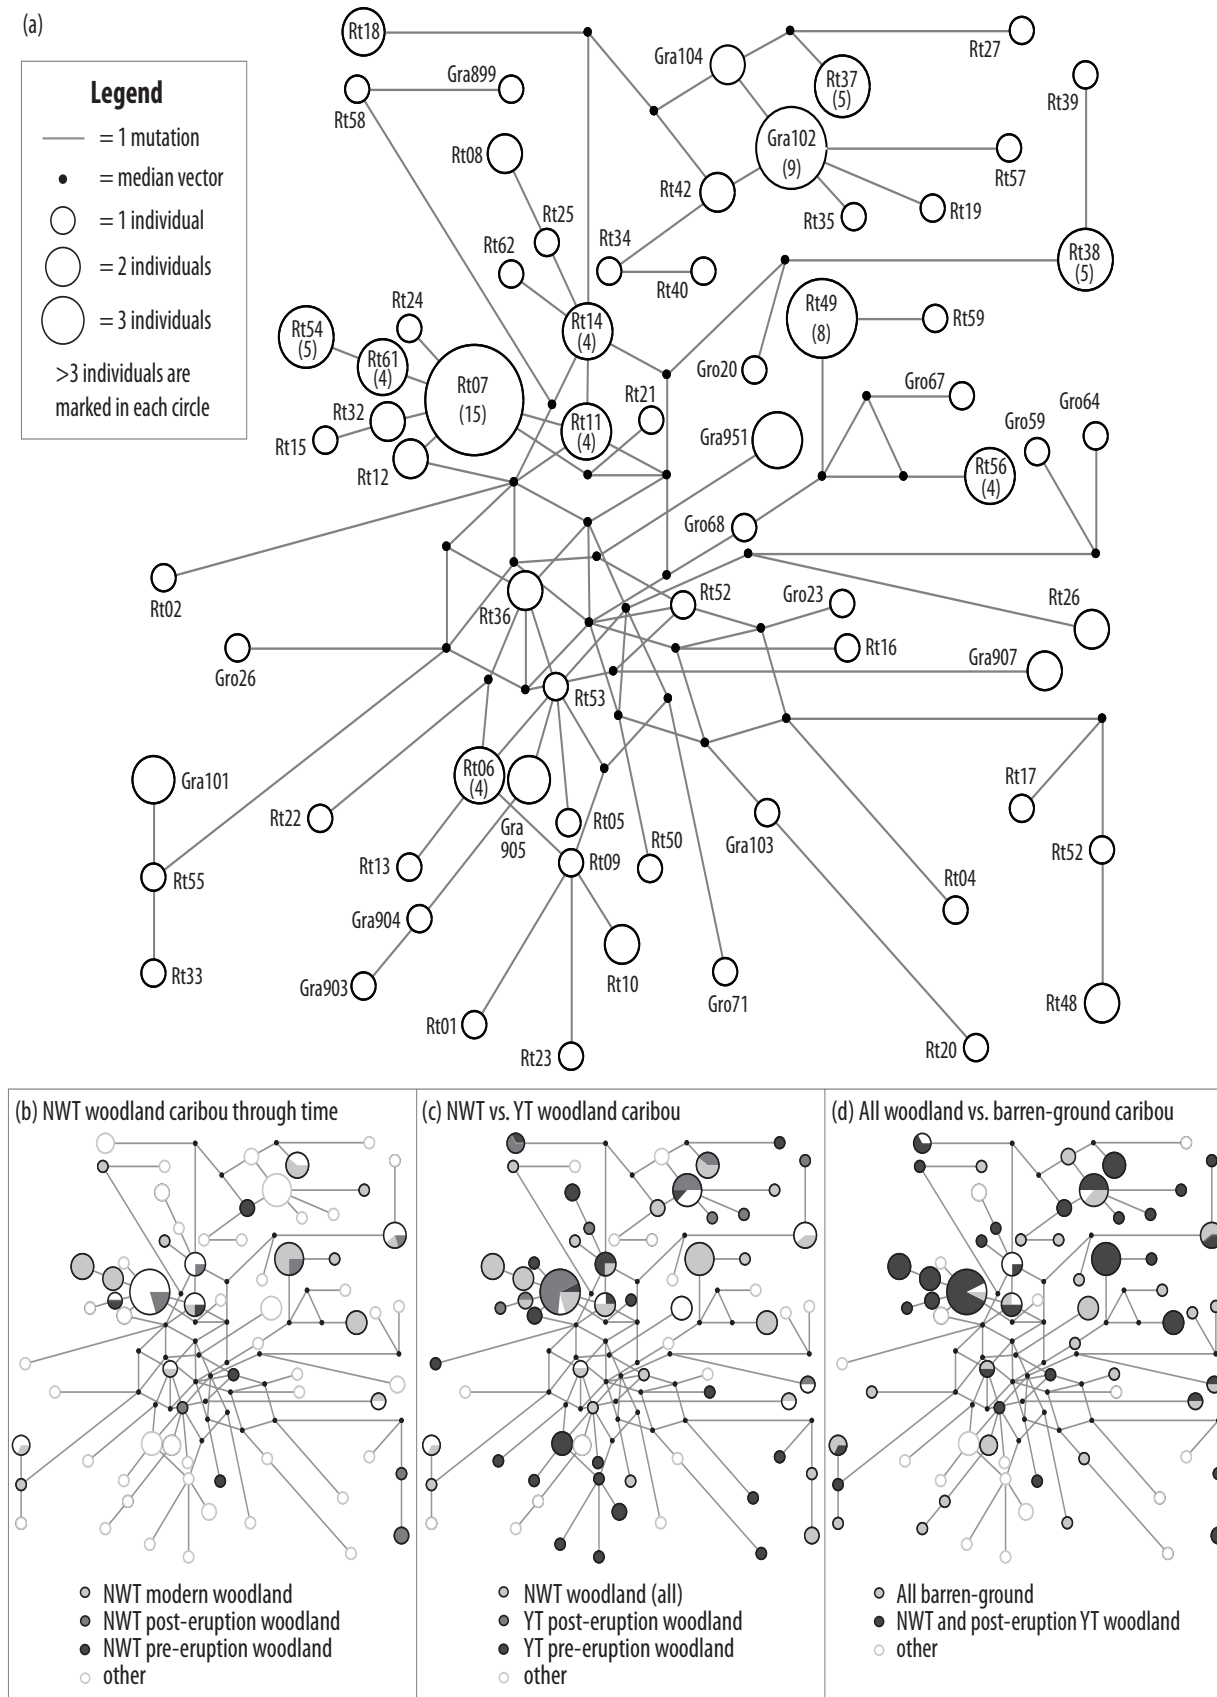 (a)
Legend
= 1 mutation
= median vector
= 1 individual
= 2 individuals
= 3 individuals
>3 individuals are
marked in each circle
Rt18
Gra899
Rt58
Rt08
Rt25
Rt62
Gra104
Rt27
Rt37
(5)
Rt39
Gra102
(9)
Rt57
Rt42
Rt35
Rt19
Rt34
Rt40
Rt38
(5)
Rt24
Rt54
(5)
Rt61
(4)
Rt14
(4)
Rt49
(8)
Rt59
Gro20
Rt07
(15)
Rt32
Rt15
Rt12
Rt11
(4)
Rt21
Gra951
Gro67
Gro64
Gro59
Rt56
(4)
Gro68
Rt02
Rt36
Rt52
Gro23
Rt26
Gro26
Rt16
Gra907
Rt53
Gra101
Rt06
(4)
Rt22
Gra
905
Rt05
Rt50
Gra103
Rt17
Rt52
Rt13
Rt09
Rt55
Rt04
Gra904
Rt33
Gra903
Rt10
Gro71
Rt48
Rt01
Rt23
Rt20
(b) NWT woodland caribou through time
NWT modern woodland
NWT post-eruption woodland
NWT pre-eruption woodland
other
(c) NWT vs. YT woodland caribou
NWT woodland (all)
YT post-eruption woodland
YT pre-eruption woodland
other
(d) All woodland vs. barren-ground caribou
All barren-ground
NWT and post-eruption YT woodland
other